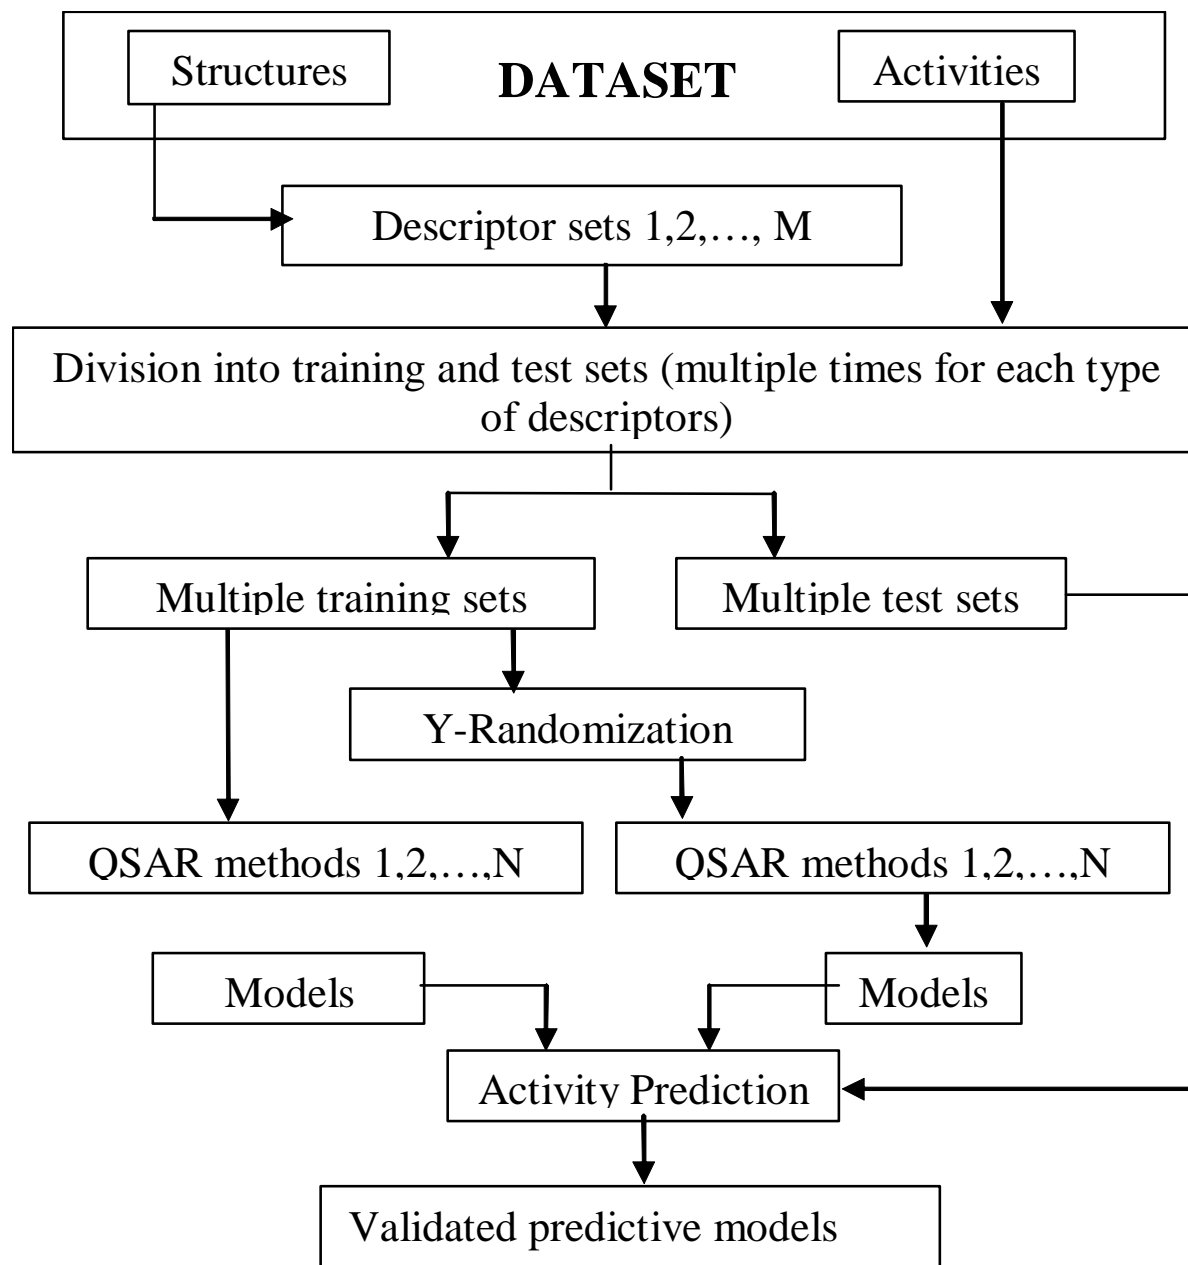 Structures
DATASET
Activities
Descriptor sets 1,2,…, M
Division into training and test sets (multiple times for each type
of descriptors)
Multiple training sets
Multiple test sets
Y-Randomization
QSAR methods 1,2,…,N
QSAR methods 1,2,…,N
Models
Models
Activity Prediction
Validated predictive models